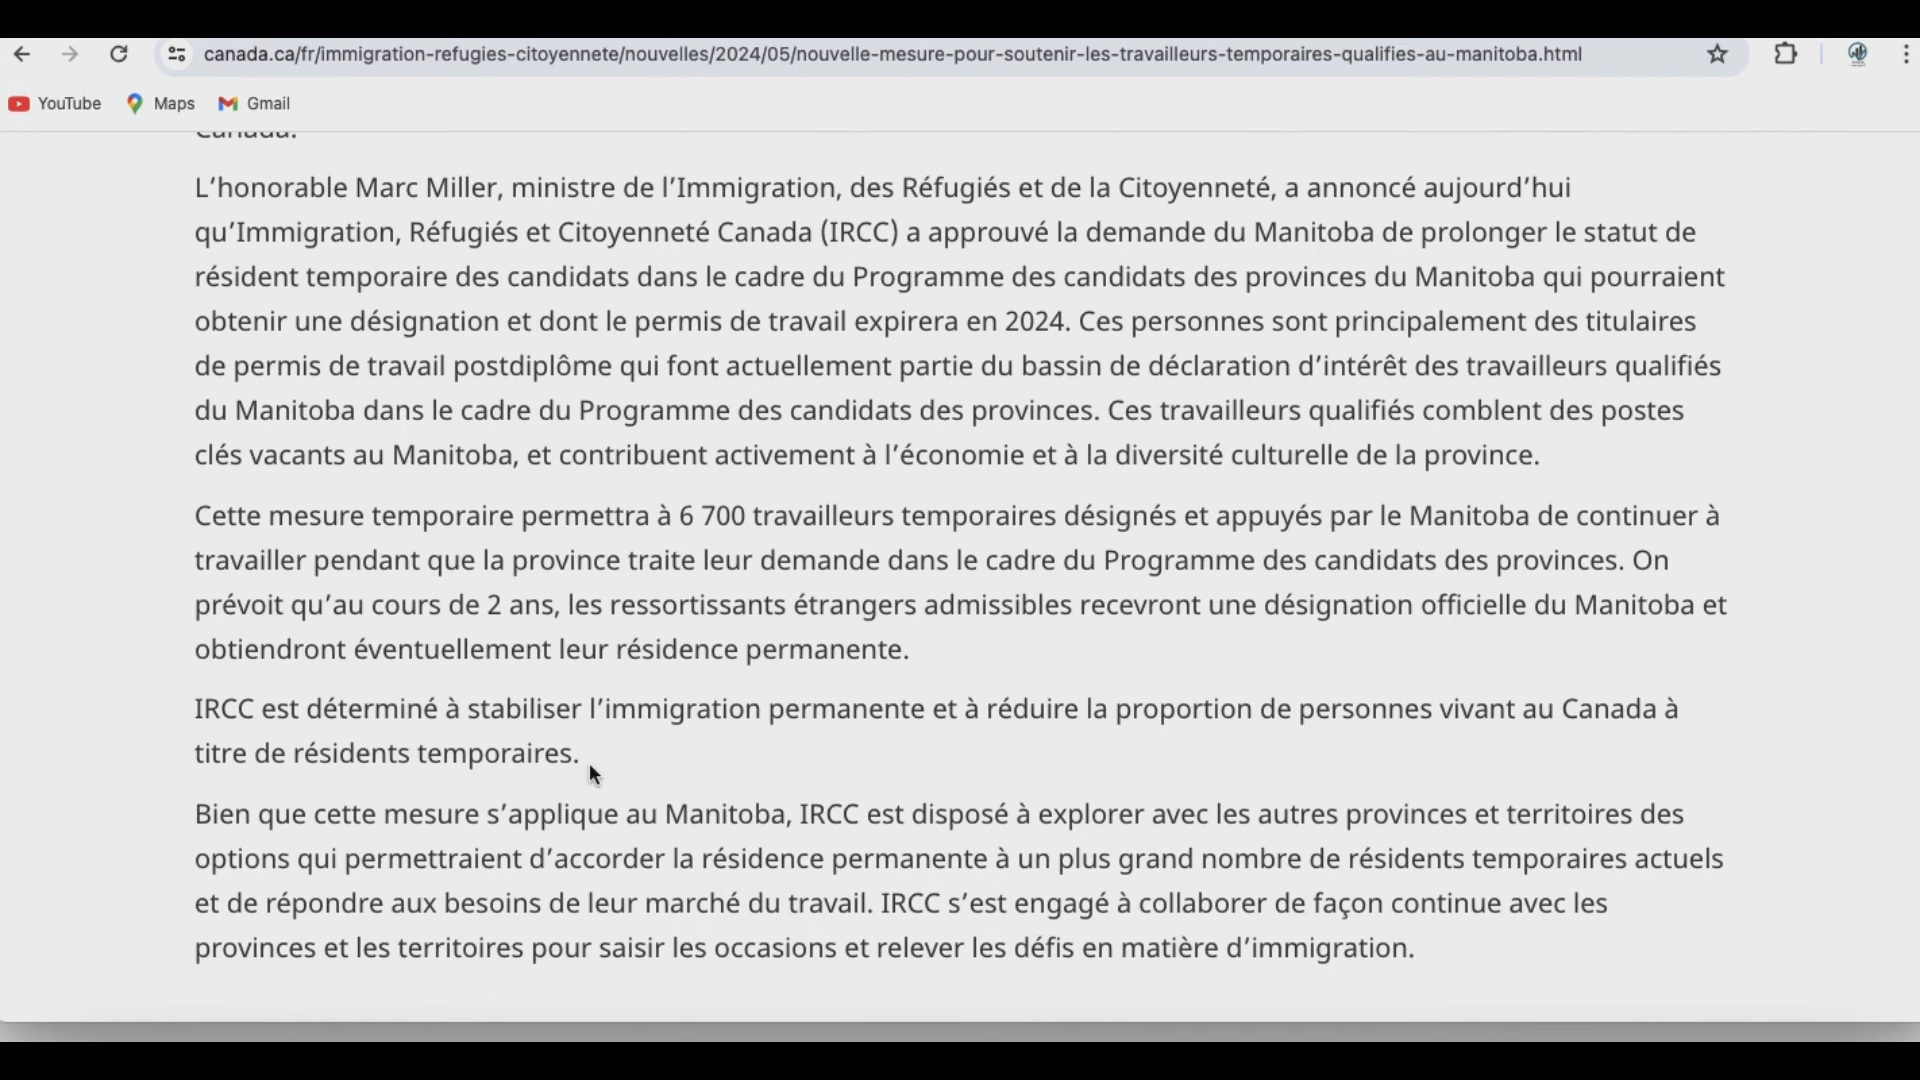 canada.ca/fr/immigration-refugies-citoyennete/nouvelles/2024/05/nouvelle-mesure-pour-soutenir-les-travailleurs-temporaires-qualifies-au-manitoba.html
YouTube Maps Gmail
Canada.
L’honorable Marc Miller, ministre de l’Immigration, des Réfugiés et de la Citoyenneté, a annoncé aujourd’hui
qu’Immigration, Réfugiés et Citoyenneté Canada (IRCC) a approuvé la demande du Manitoba de prolonger le statut de
résident temporaire des candidats dans le cadre du Programme des candidats des provinces du Manitoba qui pourraient
obtenir une désignation et dont le permis de travail expirera en 2024. Ces personnes sont principalement des titulaires
de permis de travail postdiplôme qui font actuellement partie du bassin de déclaration d’intérêt des travailleurs qualifiés
du Manitoba dans le cadre du Programme des candidats des provinces. Ces travailleurs qualifiés comblent des postes
clés vacants au Manitoba, et contribuent activement à l’économie et à la diversité culturelle de la province.
Cette mesure temporaire permettra à 6 700 travailleurs temporaires désignés et appuyés par le Manitoba de continuer à
travailler pendant que la province traite leur demande dans le cadre du Programme des candidats des provinces. On
prévoit qu’au cours de 2 ans, les ressortissants étrangers admissibles recevront une désignation officielle du Manitoba et
obtiendront éventuellement leur résidence permanente.
IRCC est déterminé à stabiliser l’immigration permanente et à réduire la proportion de personnes vivant au Canada à
titre de résidents temporaires.
Bien que cette mesure s’applique au Manitoba, IRCC est disposé à explorer avec les autres provinces et territoires des
options qui permettraient d’accorder la résidence permanente à un plus grand nombre de résidents temporaires actuels
et de répondre aux besoins de leur marché du travail. IRCC s’est engagé à collaborer de façon continue avec les
provinces et les territoires pour saisir les occasions et relever les défis en matière d’immigration.